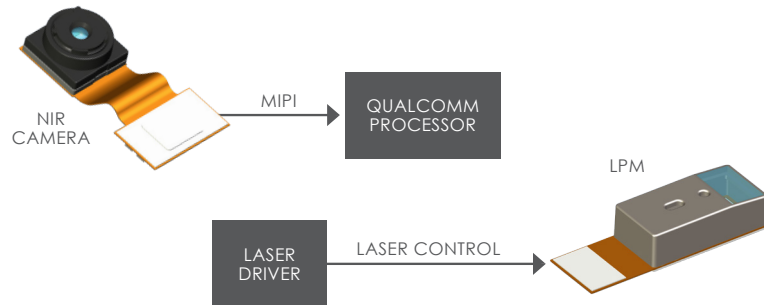 NIR
CAMERA
MIPI
QUALCOMM
PROCESSOR
LPM
LASER
DRIVER
LASER CONTROL